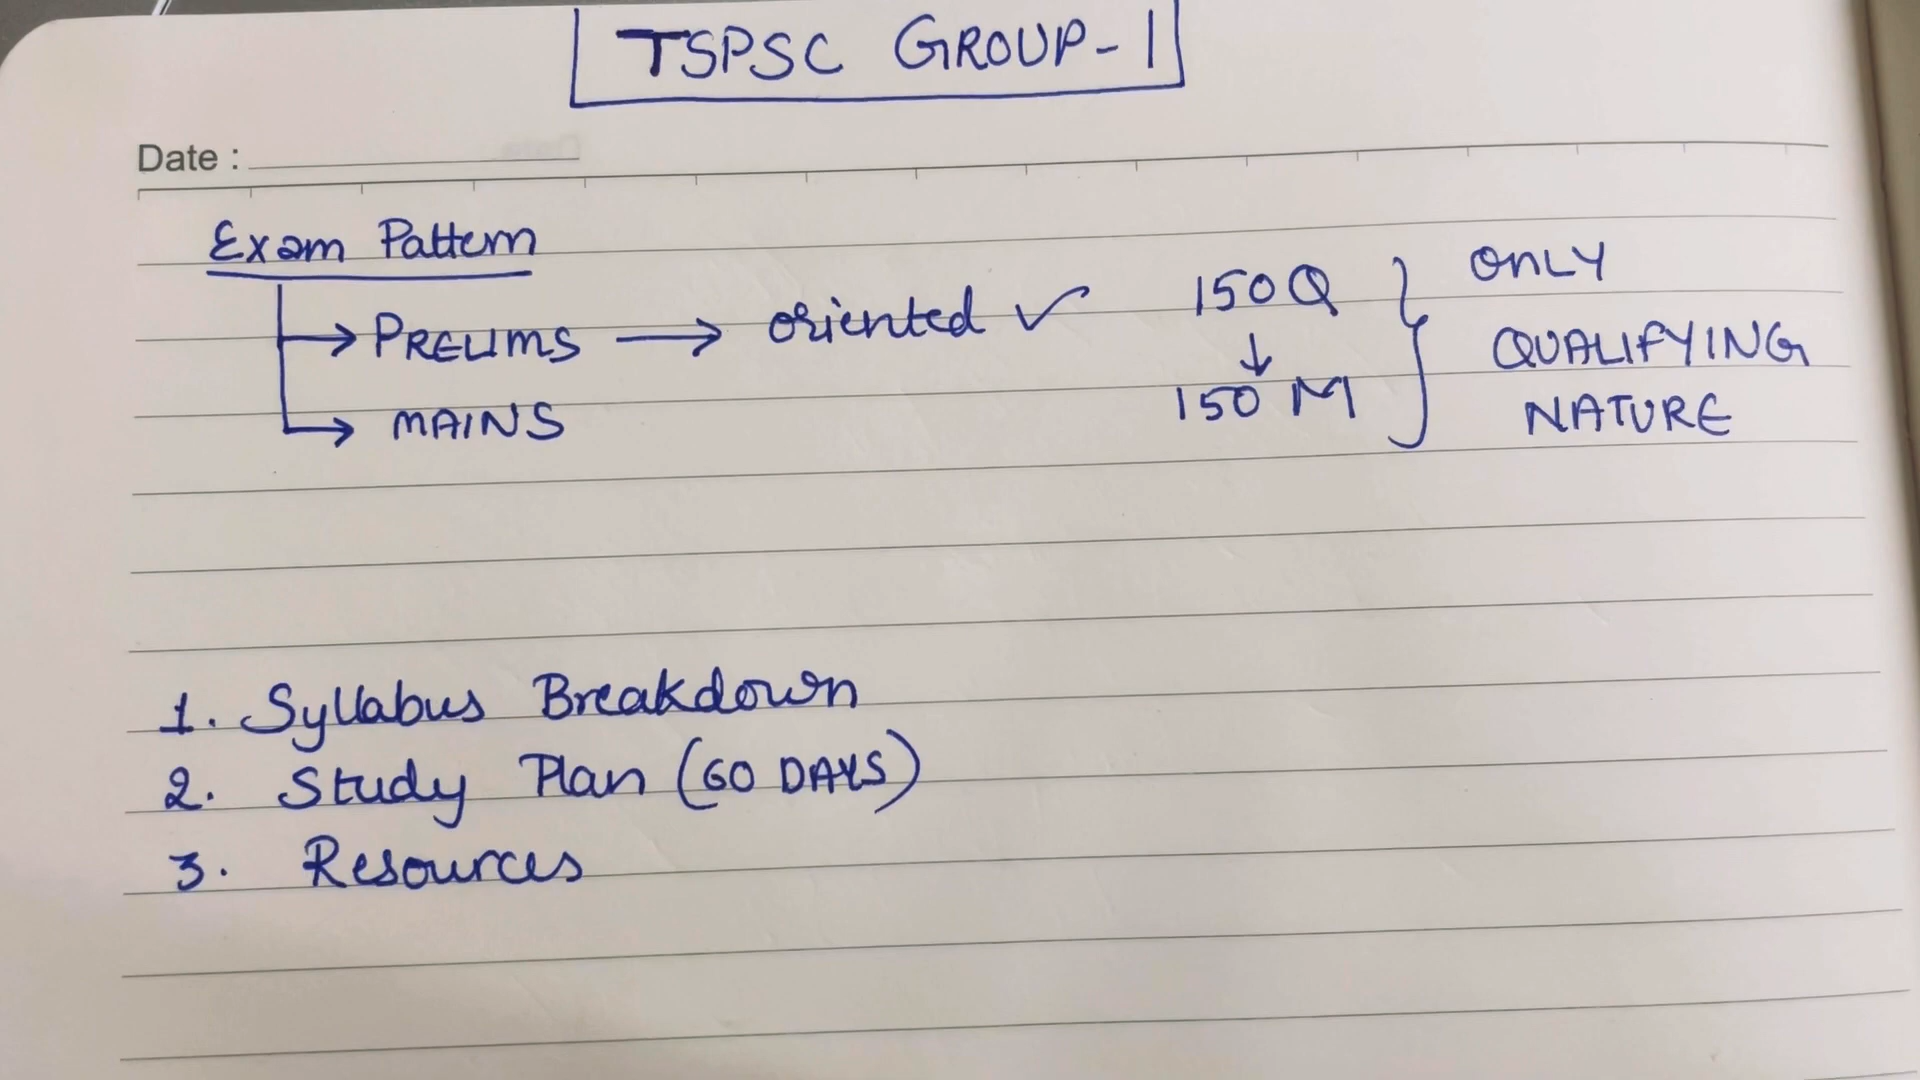 TSPSC GROUP-1
Date :
Exam Pattern
→ PRELIMS → oriented ✓ 150Q } ONLY
↓ QUALIFYING
→ MAINS 150 M NATURE
1. Syllabus Breakdown
2. Study Plan (60 DAYS)
3. Resources